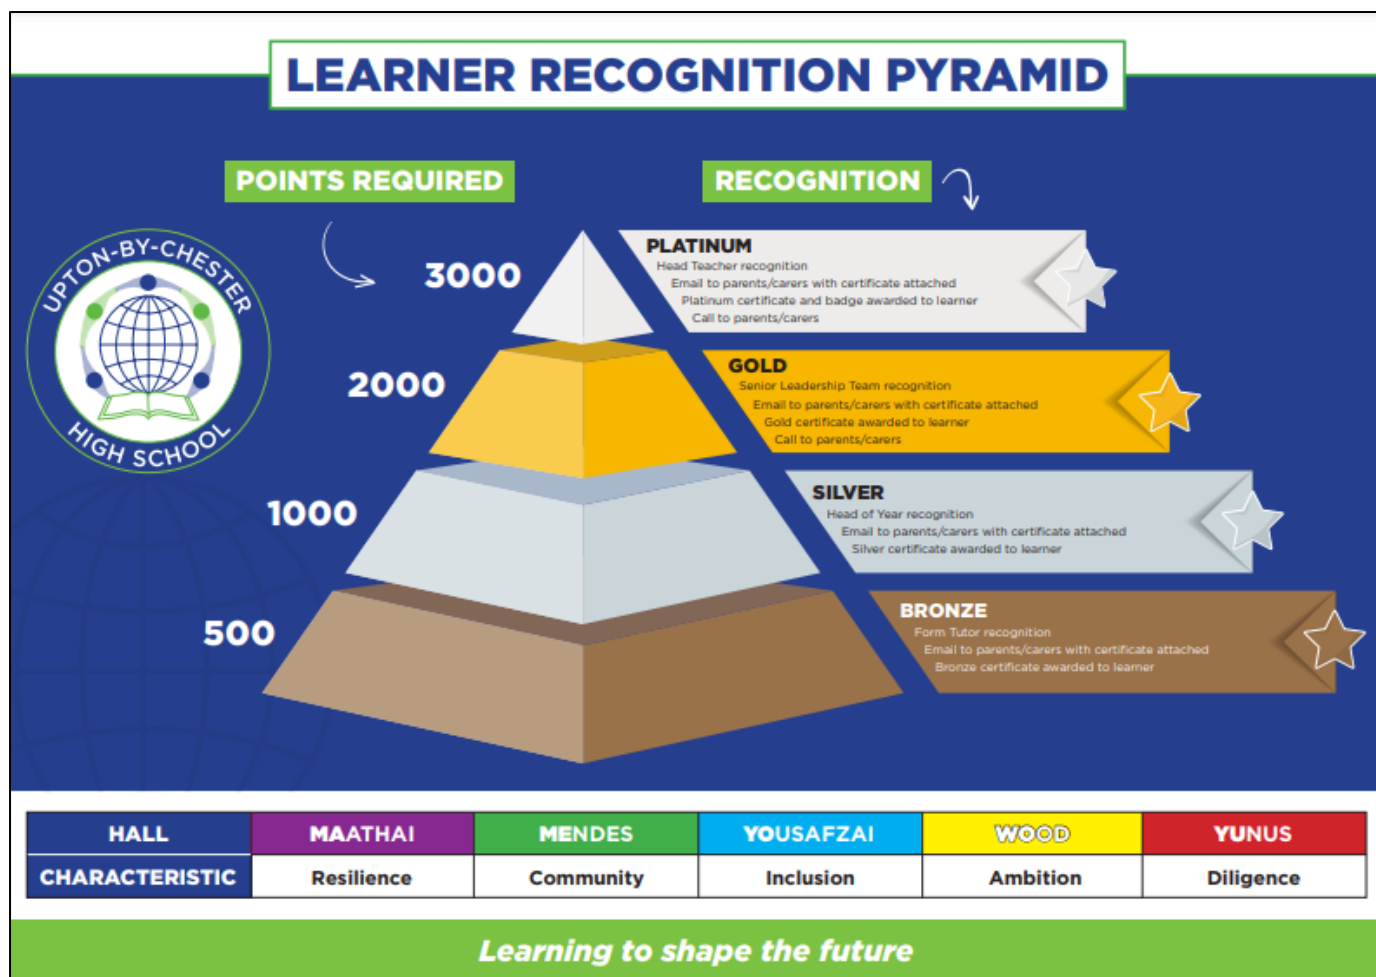 LEARNER RECOGNITION PYRAMID
POINTS REQUIRED
RECOGNITION
UPTON-BY-CHESTER
HIGH SCHOOL
3000
PLATINUM
Head Teacher recognition
Email to parents/carers with certificate attached
Platinum certificate and badge awarded to learner
Call to parents/carers
2000
GOLD
Senior Leadership Team recognition
Email to parents/carers with certificate attached
Gold certificate awarded to learner
Call to parents/carers
1000
SILVER
Head of Year recognition
Email to parents/carers with certificate attached
Silver certificate awarded to learner
500
BRONZE
Form Tutor recognition
Email to parents/carers with certificate attached
Bronze certificate awarded to learner
HALL MAATHAI MENDES YOUSAFZAI WOOD YUNUS
CHARACTERISTIC Resilience Community Inclusion Ambition Diligence
Learning to shape the future